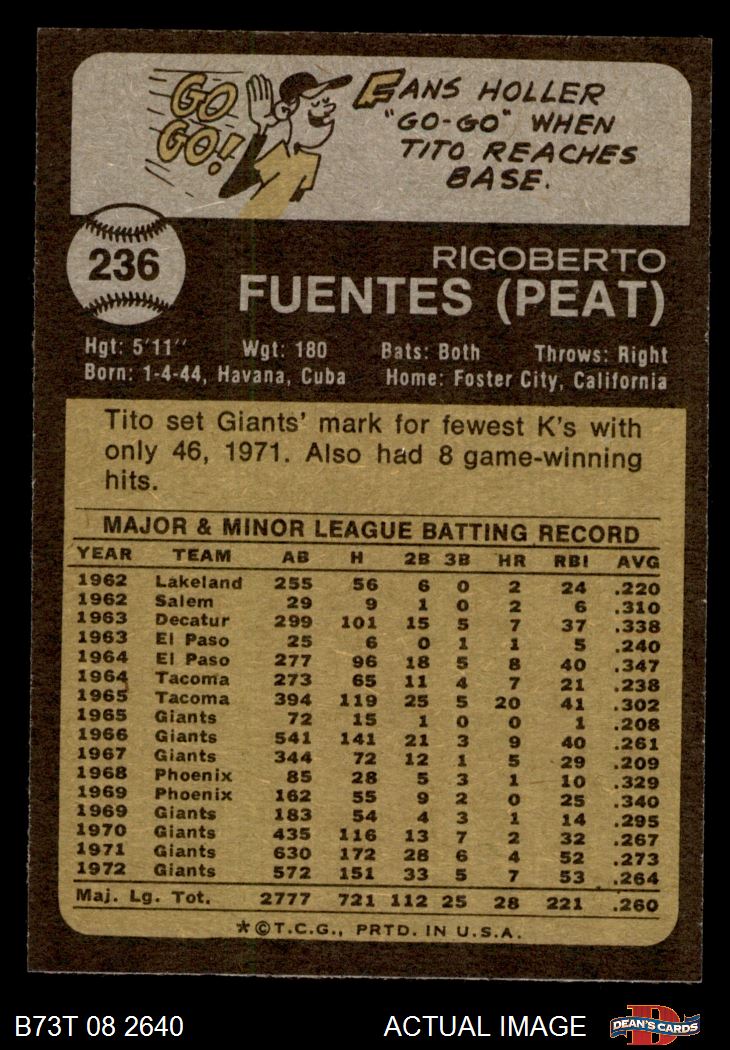 GO
GO!
FANS HOLLER
"GO-GO" WHEN
TITO REACHES
BASE.
236
RIGOBERTO
FUENTES (PEAT)
Hgt: 5'11" Wgt: 180 Bats: Both Throws: Right
Born: 1-4-44, Havana, Cuba Home: Foster City, California
Tito set Giants' mark for fewest K's with
only 46, 1971. Also had 8 game-winning
hits.
MAJOR & MINOR LEAGUE BATTING RECORD
YEAR TEAM AB H 2B 3B HR RBI AVG
1962 Lakeland 255 56 6 0 2 24 .220
1962 Salem 29 9 1 0 2 6 .310
1963 Decatur 299 101 15 5 7 37 .338
1963 El Paso 25 6 0 1 1 5 .240
1964 El Paso 277 96 18 5 8 40 .347
1964 Tacoma 273 65 11 4 7 21 .238
1965 Tacoma 394 119 25 5 20 41 .302
1965 Giants 72 15 1 0 0 1 .208
1966 Giants 541 141 21 3 9 40 .261
1967 Giants 344 72 12 1 5 29 .209
1968 Phoenix 85 28 5 3 1 10 .329
1969 Phoenix 162 55 9 2 0 25 .340
1969 Giants 183 54 4 3 1 14 .295
1970 Giants 435 116 13 7 2 32 .267
1971 Giants 630 172 28 6 4 52 .273
1972 Giants 572 151 33 5 7 53 .264
Maj. Lg. Tot. 2777 721 112 25 28 221 .260
*©T.C.G., PRTD. IN U.S.A.
B73T 08 2640 ACTUAL IMAGE DEAN'S CARDS